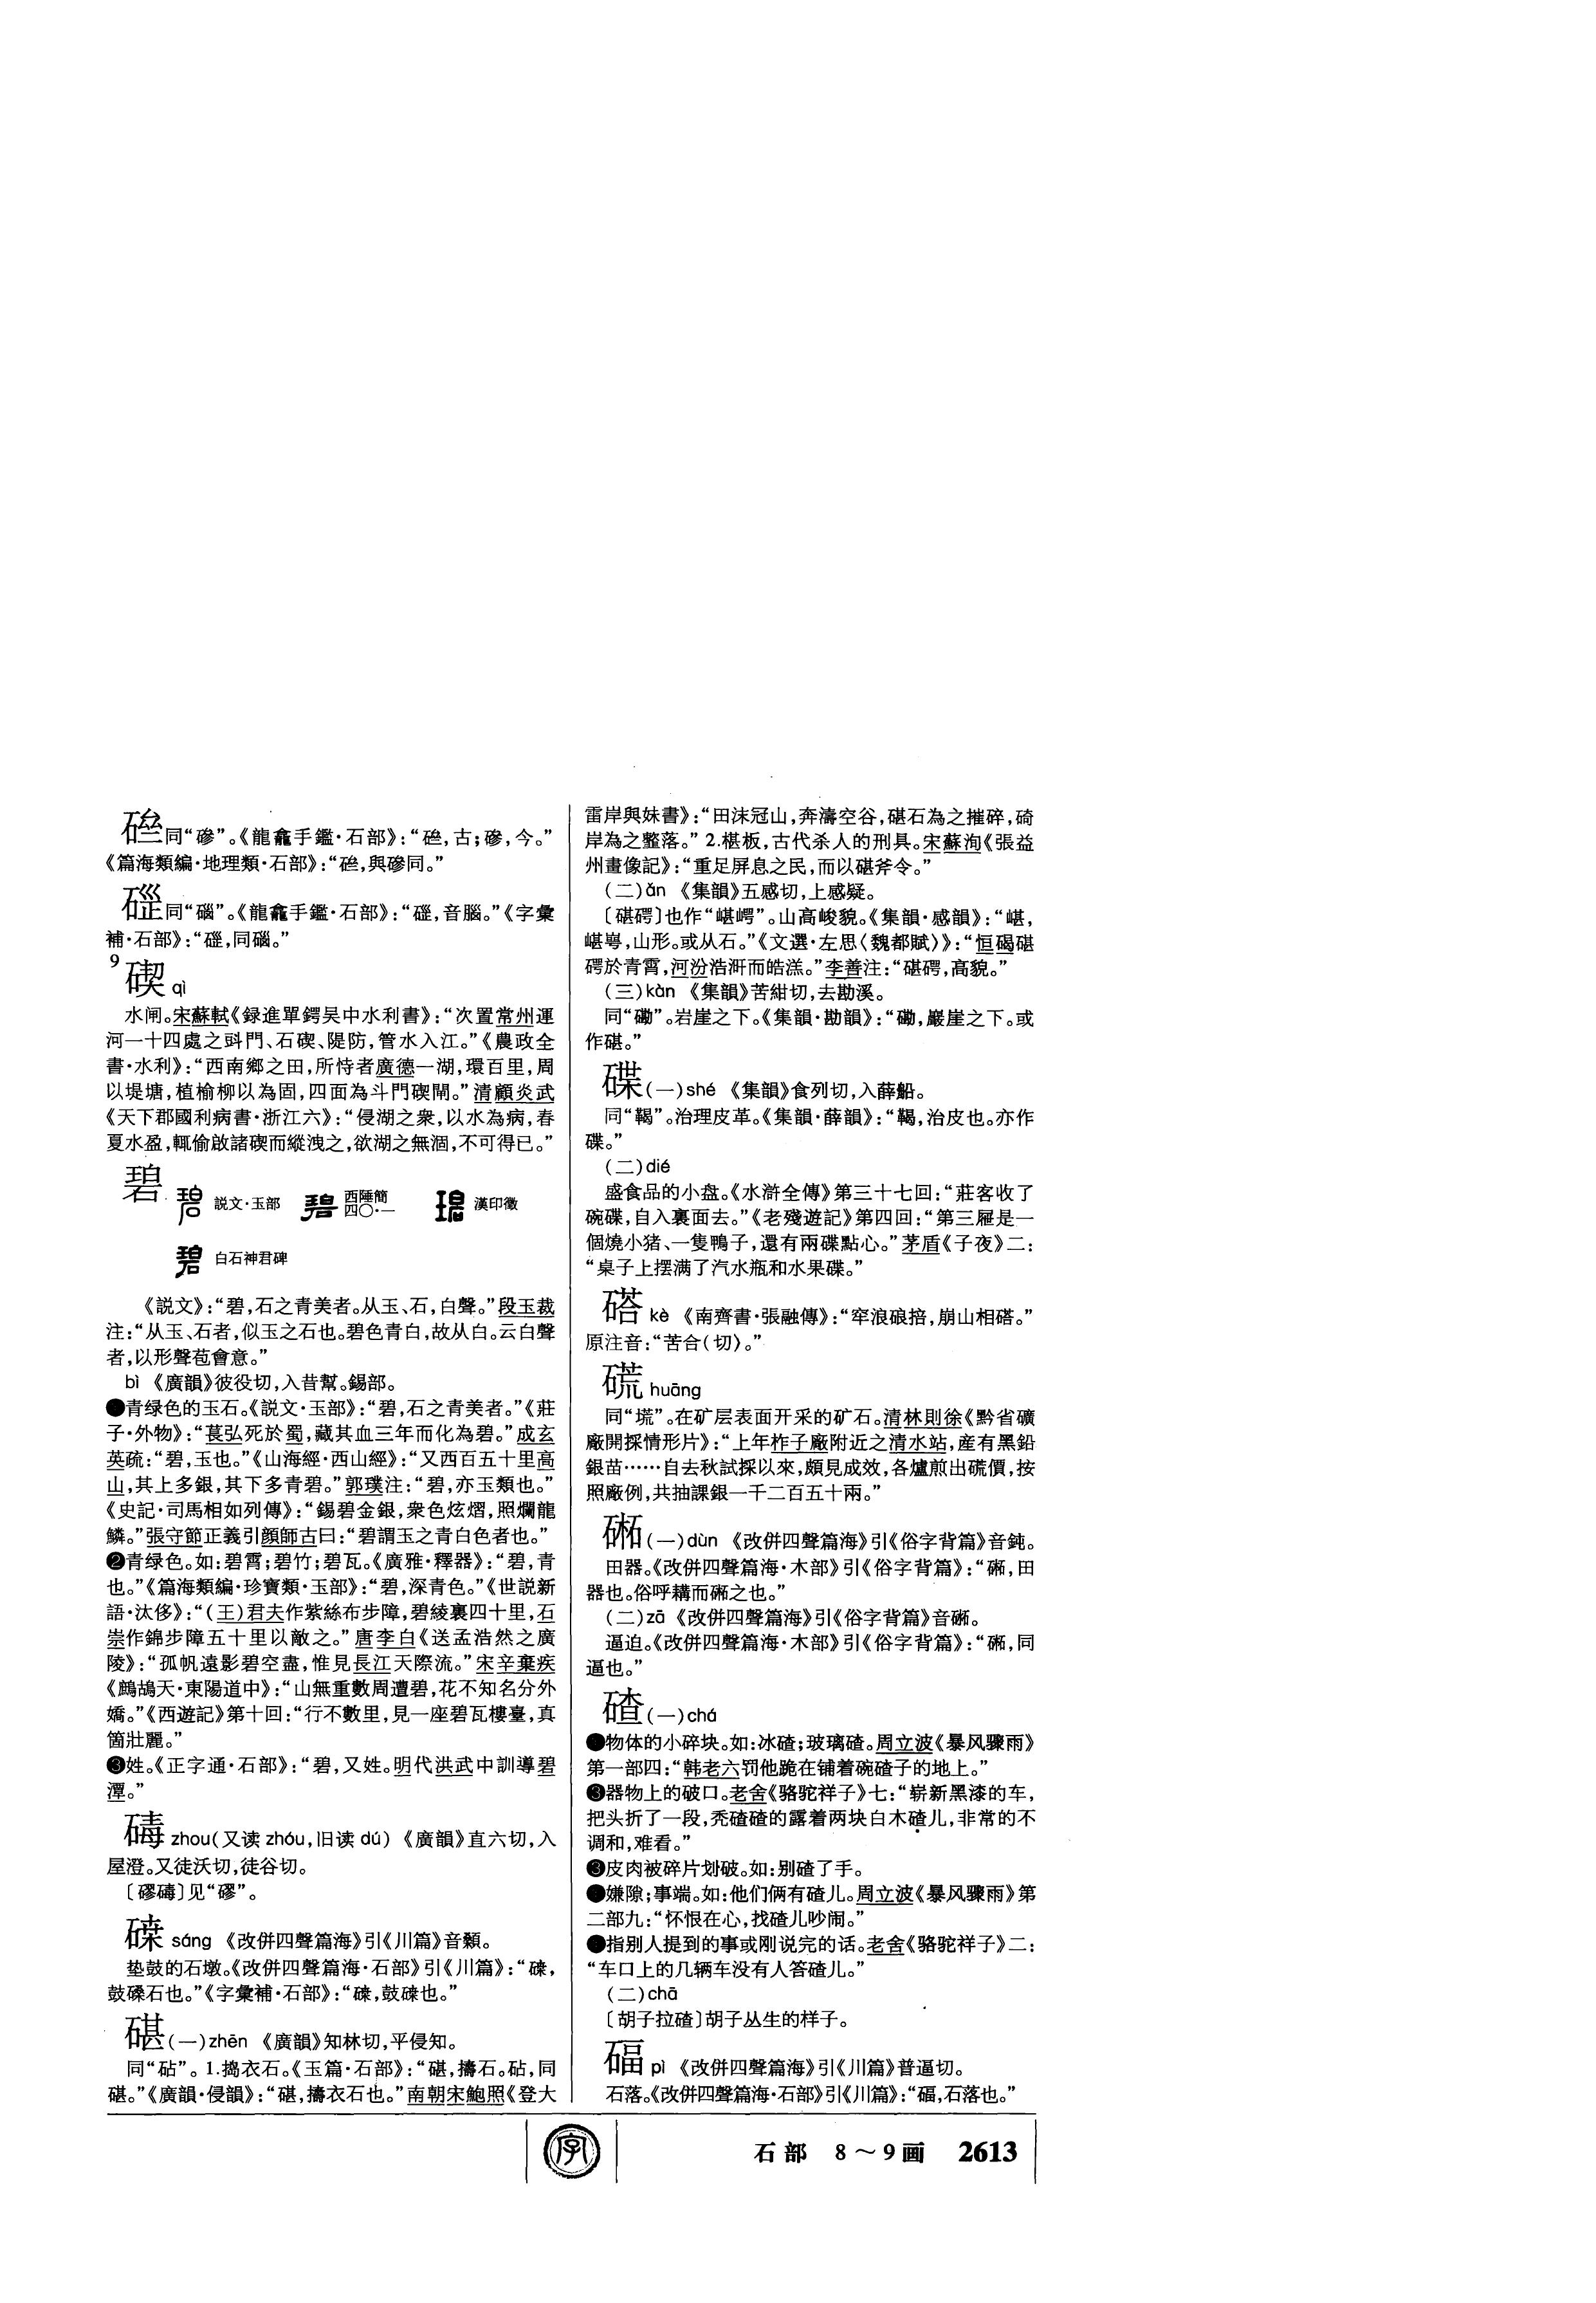 同“磣”。《龍龕手鑑·石部》：“，古；磣，今。”
《篇海類編·地理類·石部》：“，與磣同。”
同“碯”。《龍龕手鑑·石部》：“，音腦。”《字彙
補·石部》：“，同碯。”
9
碶 qì
水闸。宋蘇軾《録進單鍔吴中水利書》：“次置常州運
河一十四處之㪷門、石碶、隄防，管水入江。”《農政全
書·水利》：“西南鄉之田，所恃者廣德一湖，環百里，周
以堤塘，植榆柳以為固，四面為斗門碶閘。”清顧炎武
《天下郡國利病書·浙江六》：“侵湖之衆，以水為病，春
夏水盈，輒偷啟諸碶而縱洩之，欲湖之無涸，不可得已。”
碧 説文·玉部 西陲簡四〇·一 漢印徵
白石神君碑
《説文》：“碧，石之青美者。从玉、石，白聲。”段玉裁
注：“从玉、石者，似玉之石也。碧色青白，故从白。云白聲
者，以形聲苞會意。”
bì 《廣韻》彼役切，入昔幫。錫部。
●青绿色的玉石。《説文·玉部》：“碧，石之青美者。”《莊
子·外物》：“萇弘死於蜀，藏其血三年而化為碧。”成玄
英疏：“碧，玉也。”《山海經·西山經》：“又西百五十里高
山，其上多銀，其下多青碧。”郭璞注：“碧，亦玉類也。”
《史記·司馬相如列傳》：“錫碧金銀，衆色炫熠，照爛龍
鱗。”張守節正義引顔師古曰：“碧謂玉之青白色者也。”
❷青绿色。如：碧霄；碧竹；碧瓦。《廣雅·釋器》：“碧，青
也。”《篇海類編·珍寶類·玉部》：“碧，深青色。”《世説新
語·汰侈》：“（王）君夫作紫絲布步障，碧綾裏四十里，石
崇作錦步障五十里以敵之。”唐李白《送孟浩然之廣
陵》：“孤帆遠影碧空盡，惟見長江天際流。”宋辛棄疾
《鷓鴣天·東陽道中》：“山無重數周遭碧，花不知名分外
嬌。”《西遊記》第十回：“行不數里，見一座碧瓦樓臺，真
箇壯麗。”
❸姓。《正字通·石部》：“碧，又姓。明代洪武中訓導碧
潭。”
碡 zhou（又读 zhóu，旧读 dú） 《廣韻》直六切，入
屋澄。又徒沃切，徒谷切。
〔磟碡〕见“磟”。
sáng 《改併四聲篇海》引《川篇》音顙。
垫鼓的石墩。《改併四聲篇海·石部》引《川篇》：“，
鼓磉石也。”《字彙補·石部》：“，鼓也。”
碪（一）zhēn 《廣韻》知林切，平侵知。
同“砧”。1.捣衣石。《玉篇·石部》：“碪，擣石。砧，同
碪。”《廣韻·侵韻》：“碪，擣衣石也。”南朝宋鮑照《登大
雷岸與妹書》：“田沫冠山，奔濤空谷，碪石為之摧碎，碕
岸為之䪠落。” 2.椹板，古代杀人的刑具。宋蘇洵《張益
州畫像記》：“重足屏息之民，而以碪斧令。”
（二）ǎn 《集韻》五感切，上感疑。
〔碪碍〕也作“嵁崿”。山高峻貌。《集韻·感韻》：“嵁，
嵁㟧，山形。或从石。”《文選·左思〈魏都賦〉》：“恒碣碪
㟧於青霄，河汾浩涆而皓溔。”李善注：“碪，高貌。”
（三）kàn 《集韻》苦紺切，去勘溪。
同“磡”。岩崖之下。《集韻·勘韻》：“磡，巖崖之下。或
作碪。”
碟（一）shé 《集韻》食列切，入薛船。
同“䩞”。治理皮革。《集韻·薛韻》：“，治皮也。亦作
碟。”
（二）dié
盛食品的小盘。《水滸全傳》第三十七回：“莊客收了
碗碟，自入裏面去。”《老殘遊記》第四回：“第三屜是一
個燒小猪、一隻鴨子，還有兩碟點心。”茅盾《子夜》二：
“桌子上摆满了汽水瓶和水果碟。”
kè 《南齊書·張融傳》：“窂浪硠掊，崩山相。”
原注音：“苦合（切）。”
huāng
同“㙩”。在矿层表面开采的矿石。清林則徐《黔省礦
廠開採情形片》：“上年柞子廠附近之清水站，産有黑鉛
銀苗……自去秋試採以來，頗見成效，各爐煎出價，按
照廠例，共抽課銀一千二百五十兩。”
（一）dùn 《改併四聲篇海》引《俗字背篇》音鈍。
田器。《改併四聲篇海·木部》引《俗字背篇》：“，田
器也。俗呼耩而之也。”
（二）zā 《改併四聲篇海》引《俗字背篇》音。
逼迫。《改併四聲篇海·木部》引《俗字背篇》：“，同
逼也。”
碴（一）chá
●物体的小碎块。如：冰碴；玻璃碴。周立波《暴风骤雨》
第一部四：“韩老六罚他跪在铺着碗碴子的地上。”
❸器物上的破口。老舍《骆驼祥子》七：“崭新黑漆的车，
把头折了一段，秃碴碴的露着两块白木碴儿，非常的不
调和，难看。”
❸皮肉被碎片划破。如：别碴了手。
●嫌隙；事端。如：他们俩有碴儿。周立波《暴风骤雨》第
二部九：“怀恨在心，找碴儿吵闹。”
●指别人提到的事或刚说完的话。老舍《骆驼祥子》二：
“车口上的几辆车没有人答碴儿。”
（二）chā
〔胡子拉碴〕胡子丛生的样子。
pì 《改併四聲篇海》引《川篇》普逼切。
石落。《改併四聲篇海·石部》引《川篇》：“，石落也。”
字 石部 8～9画 2613